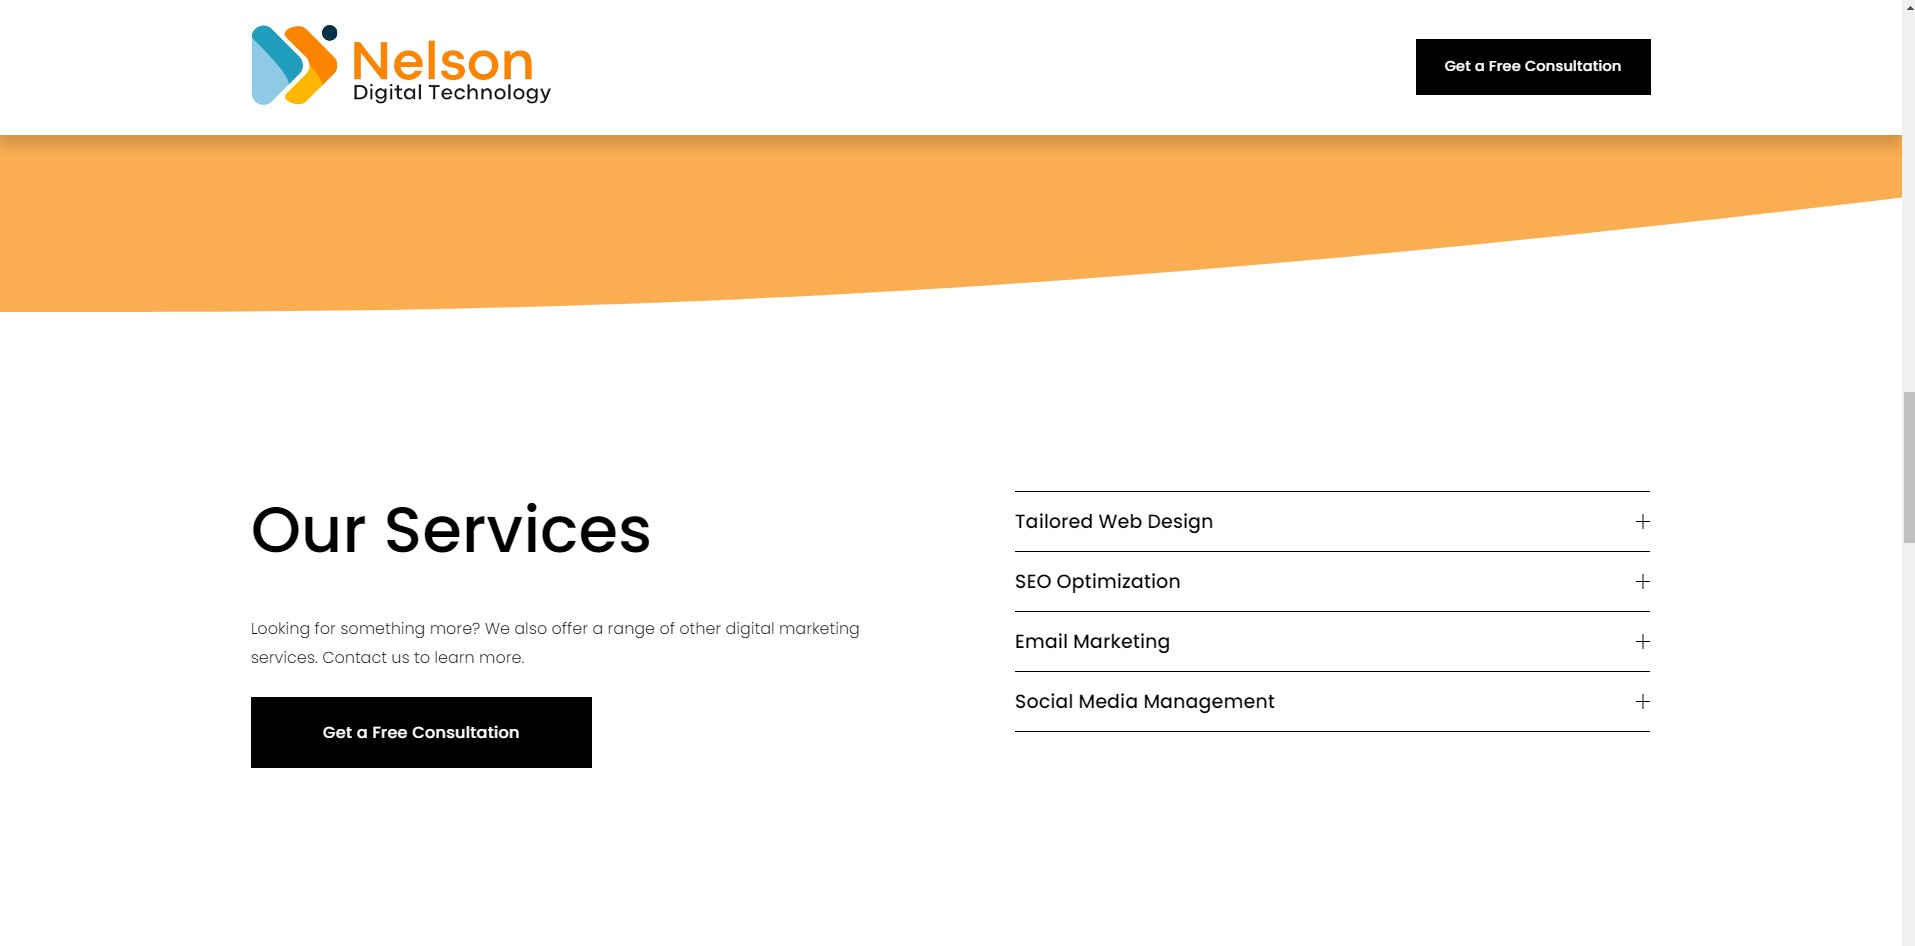 Nelson
Digital Technology
Get a Free Consultation
Our Services
Looking for something more? We also offer a range of other digital marketing
services. Contact us to learn more.
Get a Free Consultation
Tailored Web Design
SEO Optimization
Email Marketing
Social Media Management